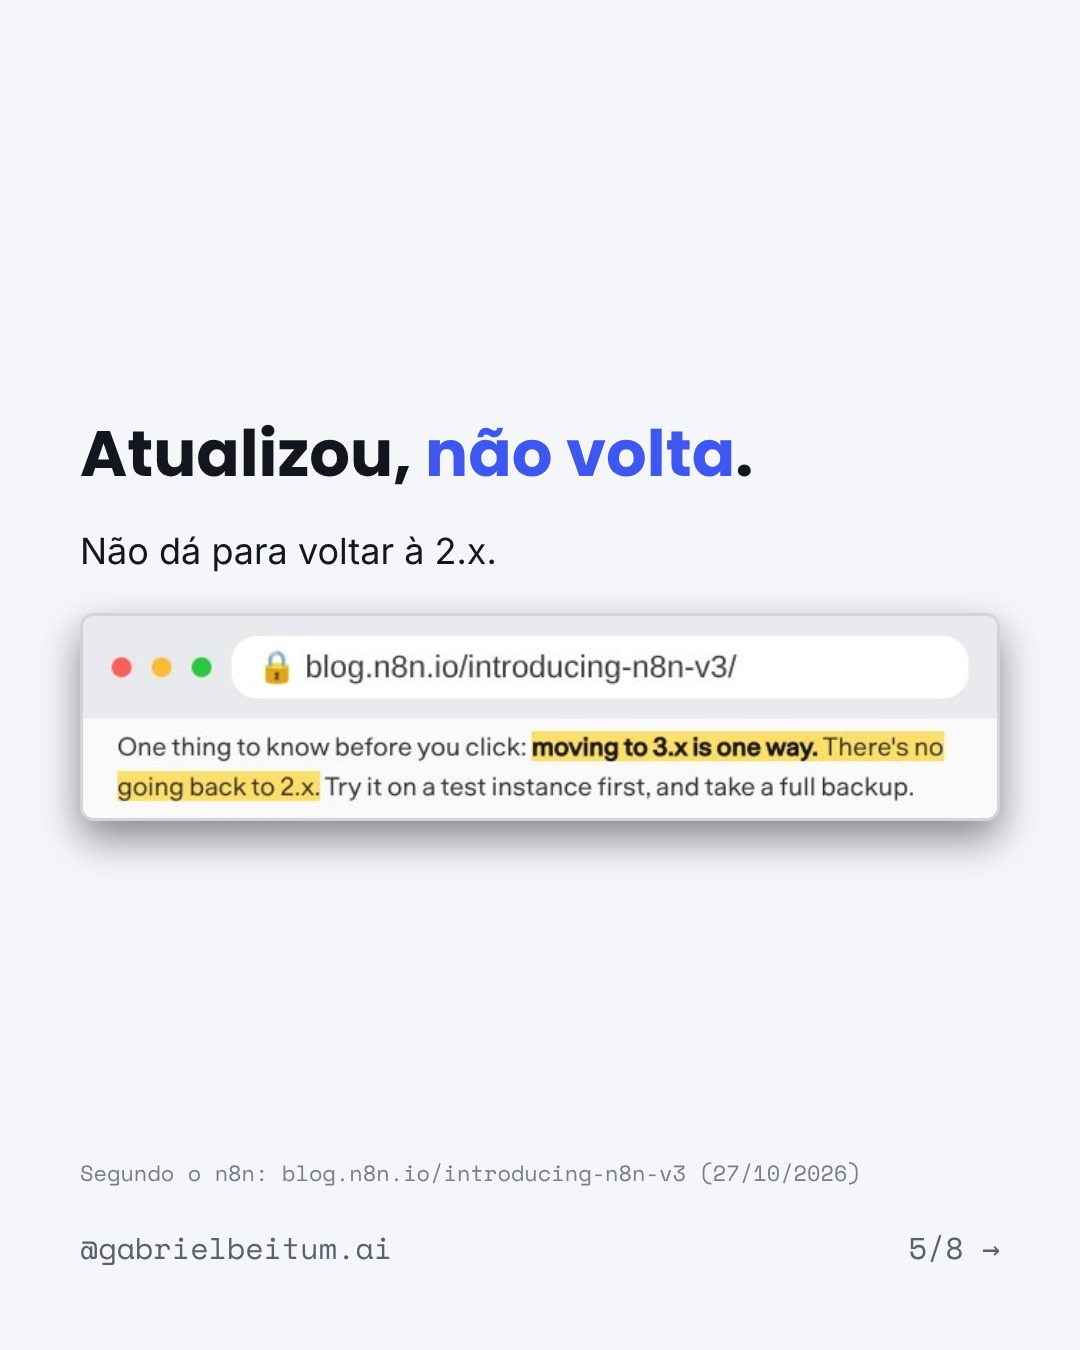 Atualizou, não volta.
Não dá para voltar à 2.x.
blog.n8n.io/introducing-n8n-v3/
One thing to know before you click: moving to 3.x is one way. There's no
going back to 2.x. Try it on a test instance first, and take a full backup.
Segundo o n8n: blog.n8n.io/introducing-n8n-v3 (27/10/2026)
@gabrielbeitum.ai
5/8 →